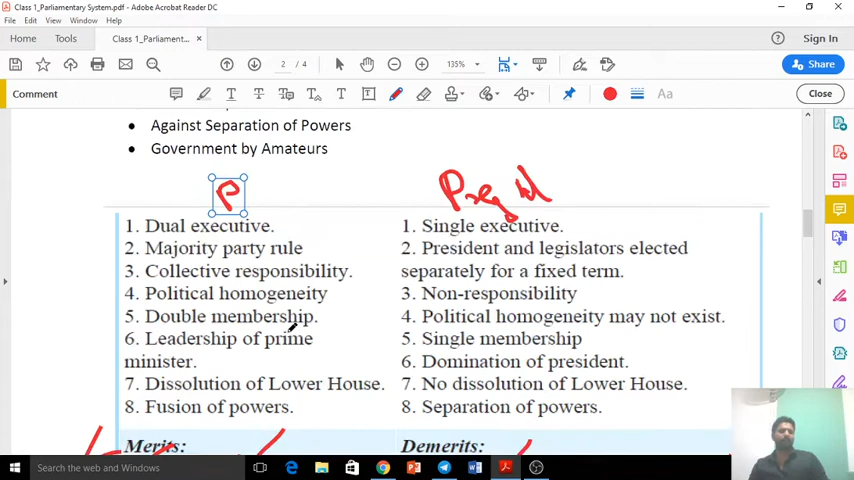 Class 1_Parliamentary System.pdf - Adobe Acrobat Reader DC
File Edit View Window Help
Home Tools Class 1_Parliament... × Sign In
2 / 4 135% Share
Comment Aa Close
• Against Separation of Powers
• Government by Amateurs
P
1. Dual executive.
2. Majority party rule
3. Collective responsibility.
4. Political homogeneity
5. Double membership.
6. Leadership of prime
minister.
7. Dissolution of Lower House.
8. Fusion of powers.
Merits:
1. Single executive.
2. President and legislators elected
separately for a fixed term.
3. Non-responsibility
4. Political homogeneity may not exist.
5. Single membership
6. Domination of president.
7. No dissolution of Lower House.
8. Separation of powers.
Demerits:
Search the web and Windows